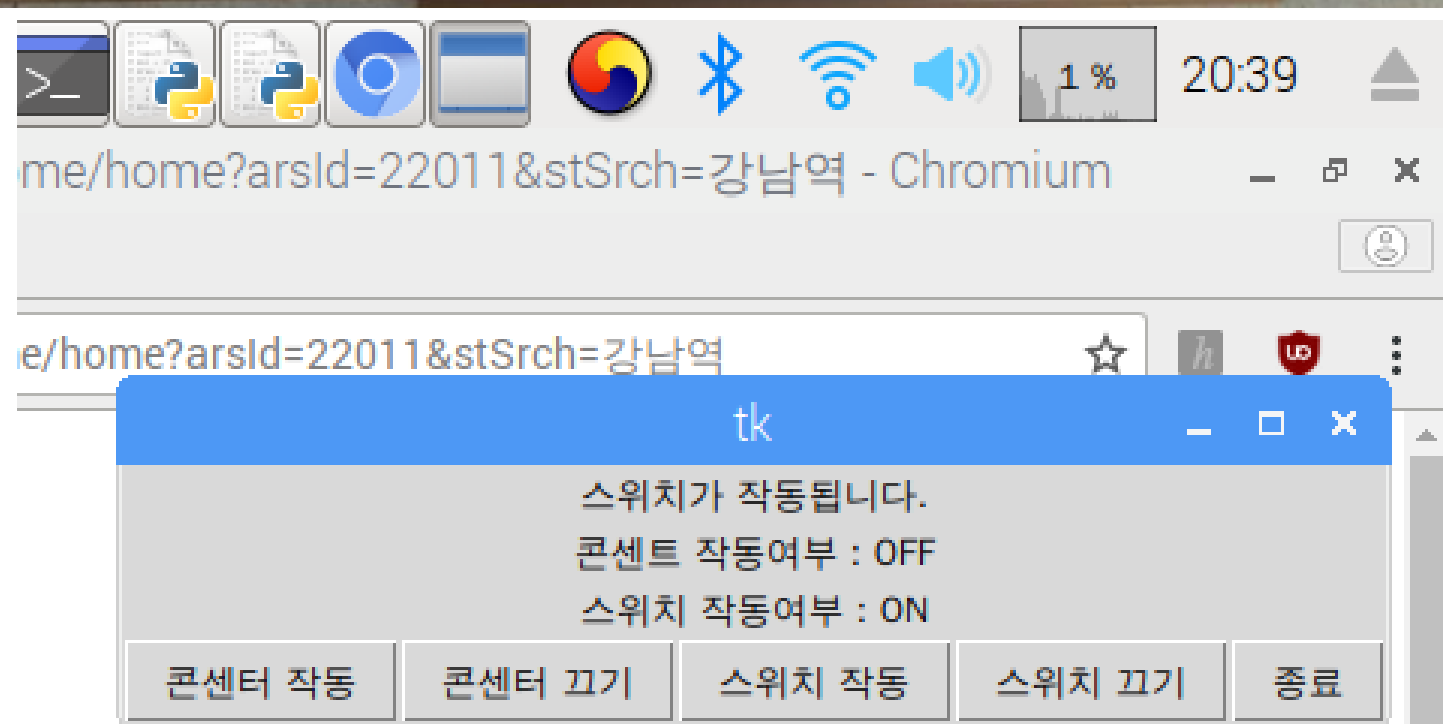 >_
1 %
20:39
me/home?arsId=22011&stSrch=강남역 - Chromium
e/home?arsId=22011&stSrch=강남역
h
tk
스위치가 작동됩니다.
콘센트 작동여부 : OFF
스위치 작동여부 : ON
콘센터 작동 콘센터 끄기 스위치 작동 스위치 끄기 종료